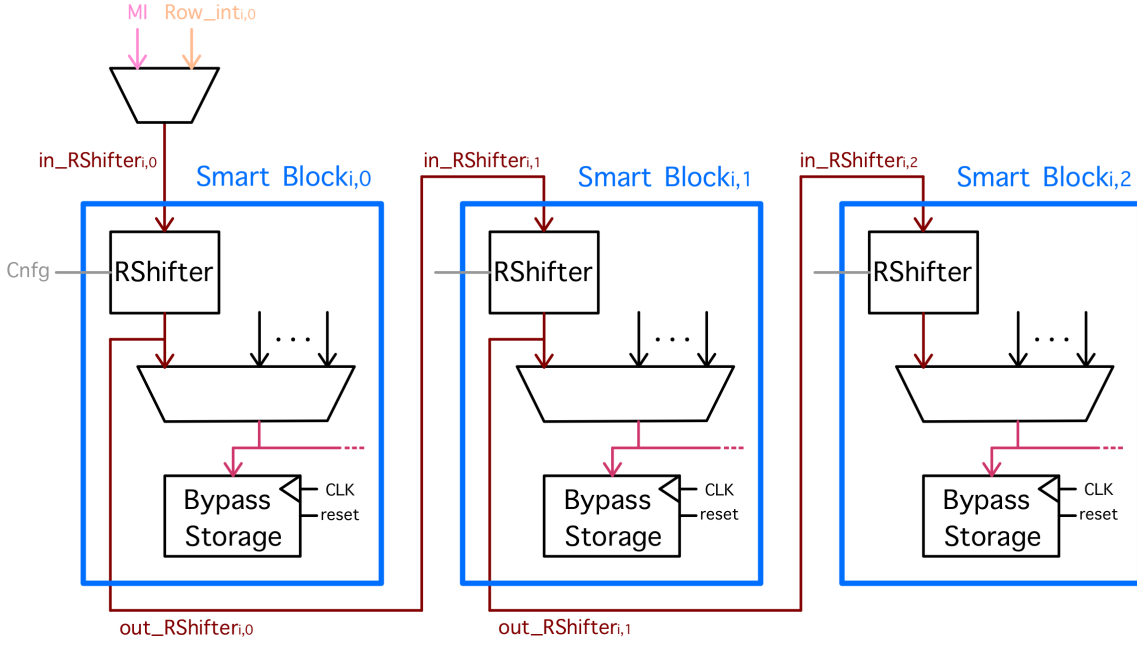 MI Row_inti,0
in_RShifteri,0
in_RShifteri,1
in_RShifteri,2
Smart Blocki,0
Smart Blocki,1
Smart Blocki,2
Cnfg
RShifter
RShifter
RShifter
...
...
...
Bypass
Storage
CLK
reset
Bypass
Storage
CLK
reset
Bypass
Storage
CLK
reset
out_RShifteri,0
out_RShifteri,1